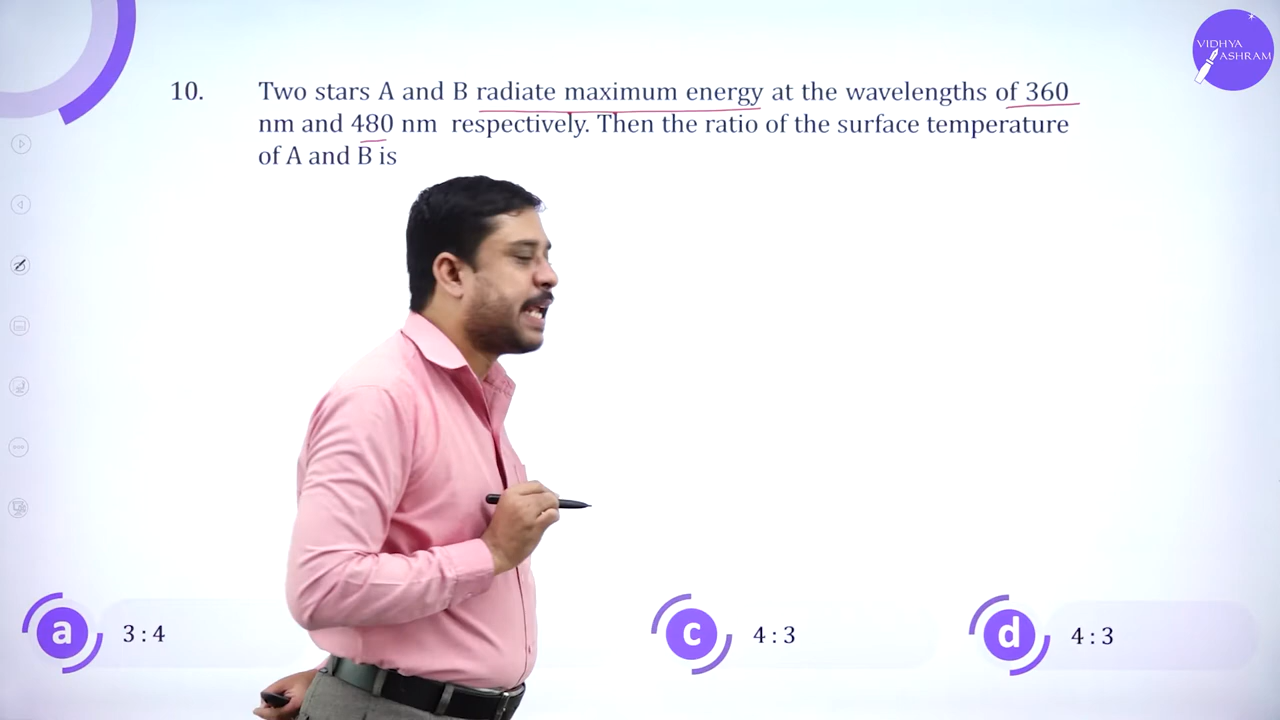 VIDHYA
ASHRAM
10. Two stars A and B radiate maximum energy at the wavelengths of 360
nm and 480 nm respectively. Then the ratio of the surface temperature
of A and B is
a 3 : 4
c 4 : 3
d 4 : 3